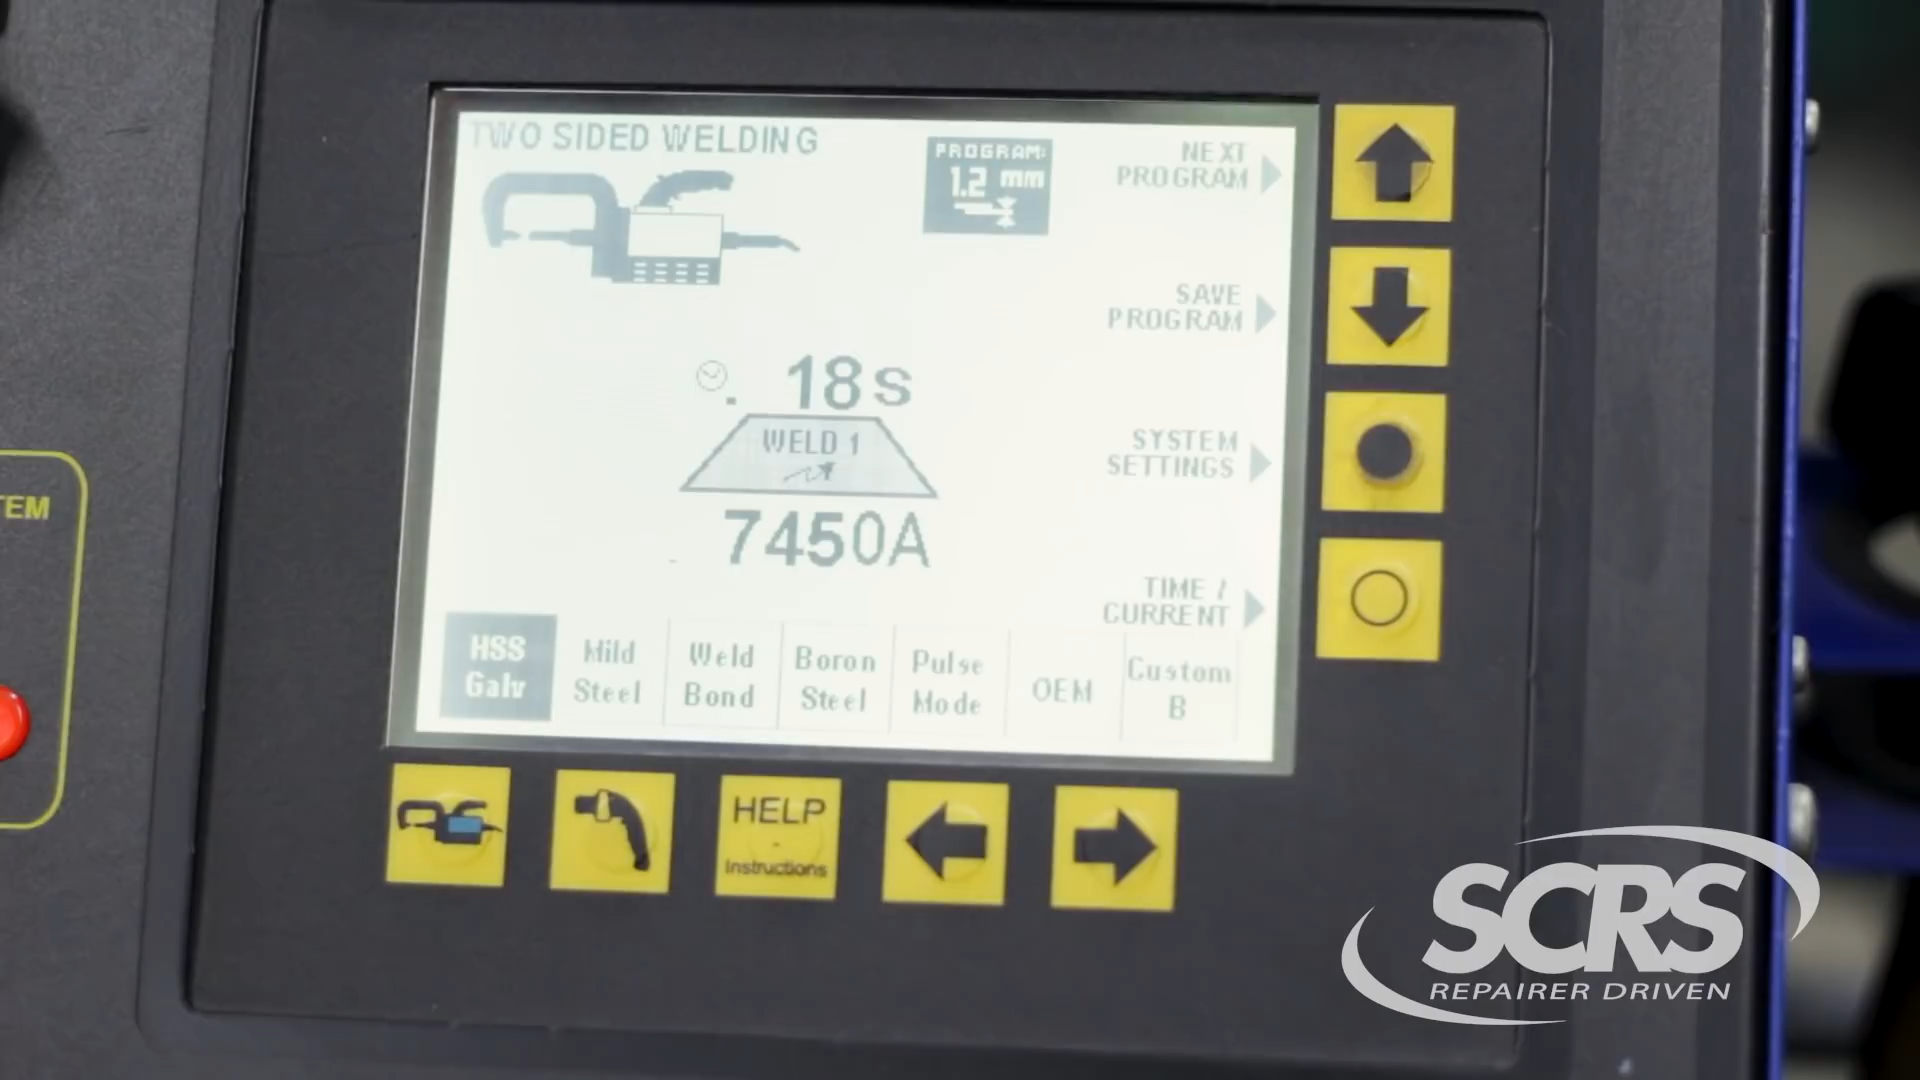 TWO SIDED WELDING
PROGRAM:
1.2 mm
NEXT
PROGRAM
SAVE
PROGRAM
. 18s
WELD 1
7450A
SYSTEM
SETTINGS
TIME /
CURRENT
HSS
Galv
Mild
Steel
Weld
Bond
Boron
Steel
Pulse
Mode
OEM
Custom
B
TEM
HELP
Instructions
SCRS
REPAIRER DRIVEN